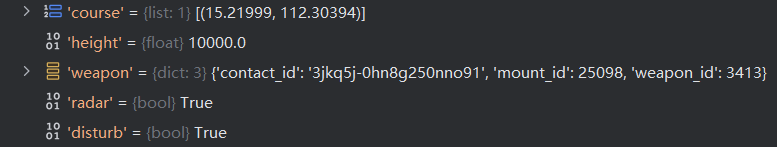 'course' = {list: 1} [(15.21999, 112.30394)]
'height' = {float} 10000.0
'weapon' = {dict: 3} {'contact_id': '3jkq5j-0hn8g250nno91', 'mount_id': 25098, 'weapon_id': 3413}
'radar' = {bool} True
'disturb' = {bool} True